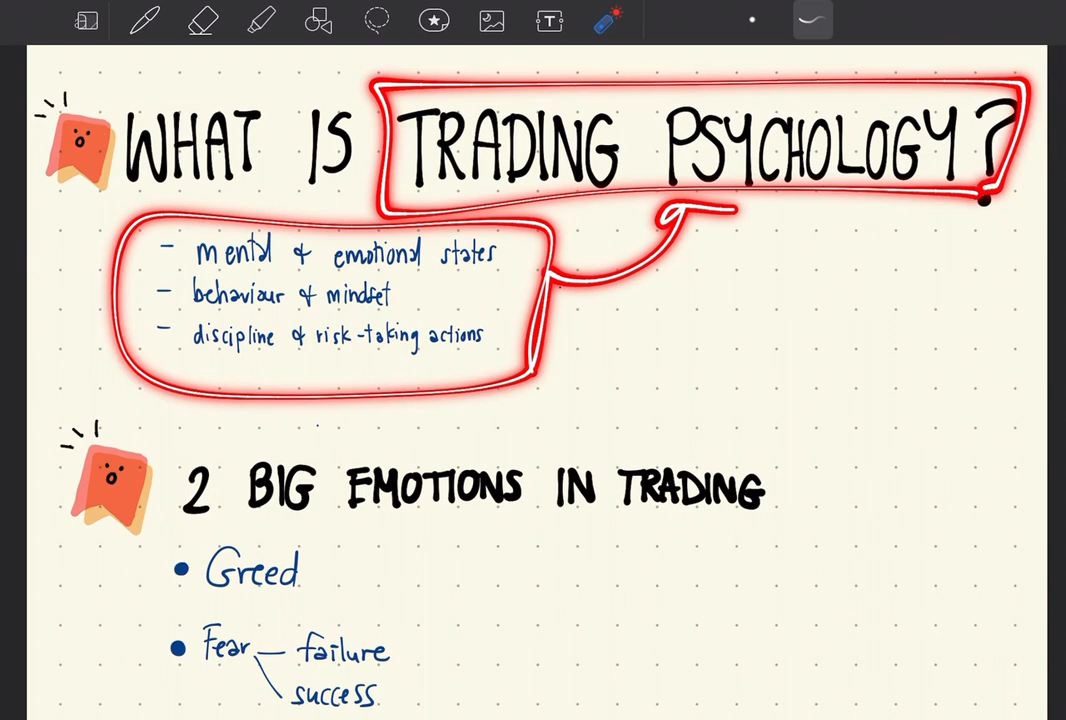 WHAT IS TRADING PSYCHOLOGY?
- mental & emotional states
- behaviour & mindset
- discipline & risk-taking actions
2 BIG EMOTIONS IN TRADING
• Greed
• Fear — failure
success